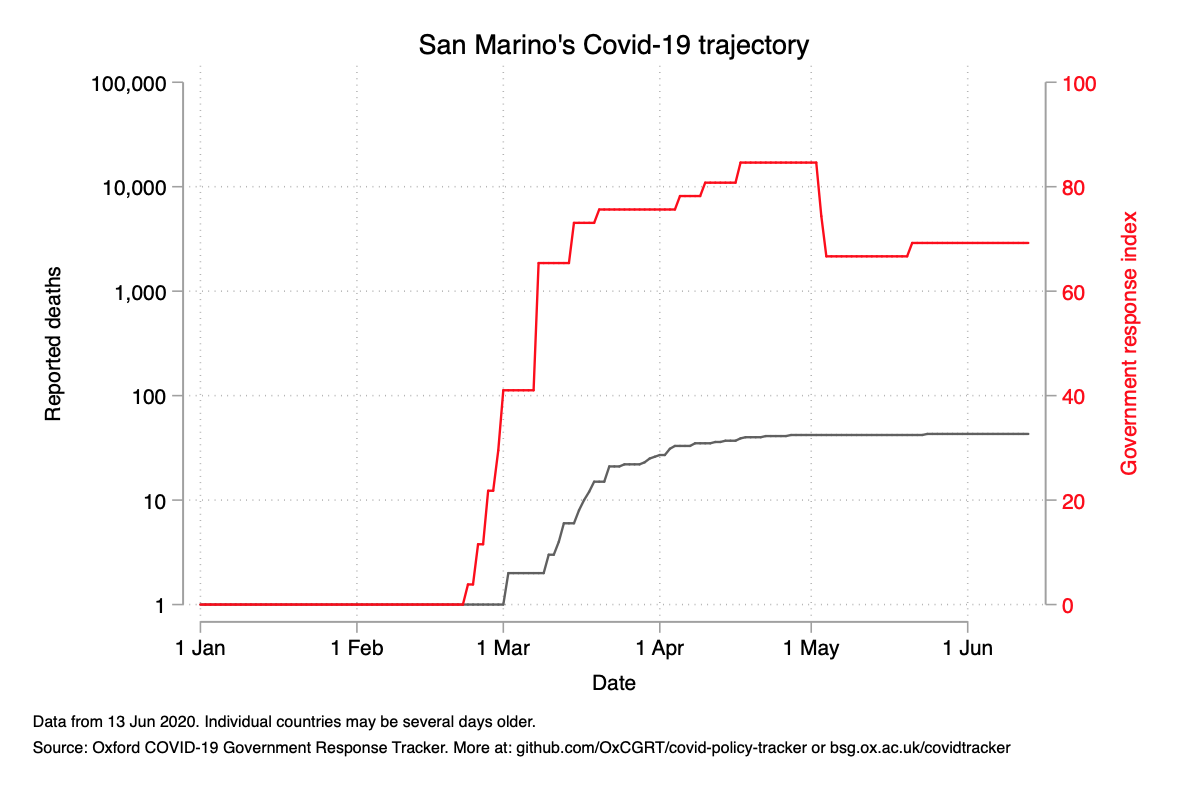 San Marino's Covid-19 trajectory
100,000
10,000
1,000
100
10
1
Reported deaths
100
80
60
40
20
0
Government response index
1 Jan
1 Feb
1 Mar
1 Apr
1 May
1 Jun
Date
Data from 13 Jun 2020. Individual countries may be several days older.
Source: Oxford COVID-19 Government Response Tracker. More at: github.com/OxCGRT/covid-policy-tracker or bsg.ox.ac.uk/covidtracker